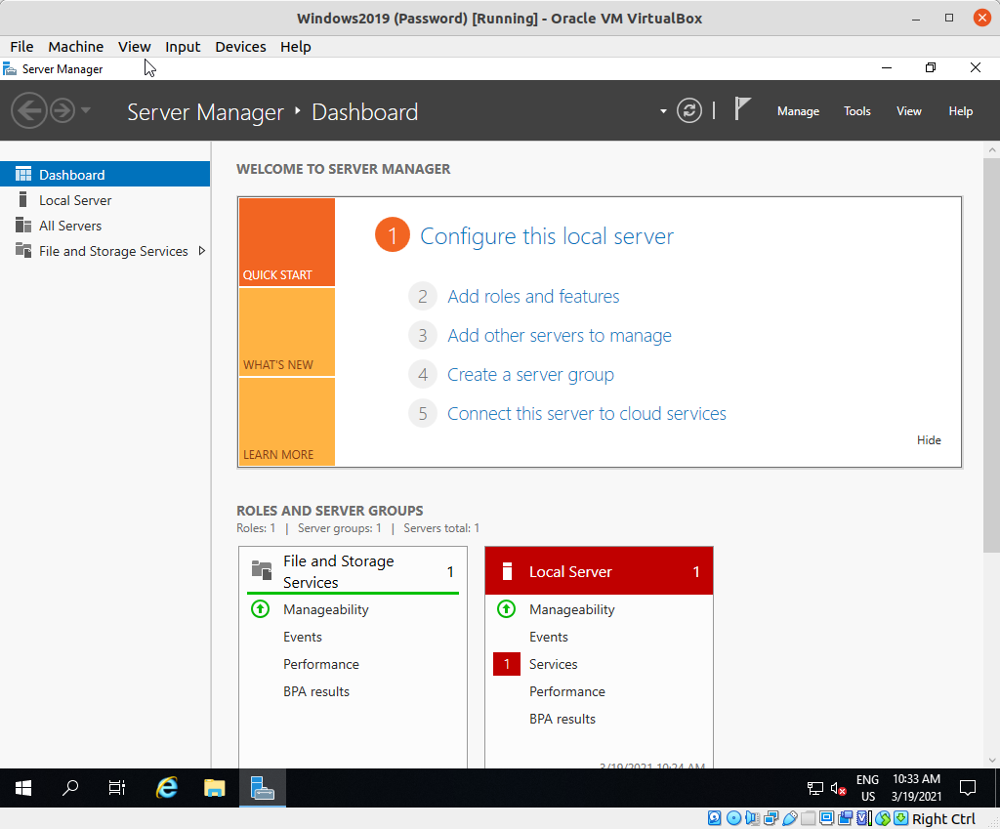 Windows2019 (Password) [Running] - Oracle VM VirtualBox
File Machine View Input Devices Help
Server Manager
Server Manager Dashboard
Manage Tools View Help
Dashboard
Local Server
All Servers
File and Storage Services
WELCOME TO SERVER MANAGER
QUICK START
WHAT'S NEW
LEARN MORE
1 Configure this local server
2 Add roles and features
3 Add other servers to manage
4 Create a server group
5 Connect this server to cloud services
Hide
ROLES AND SERVER GROUPS
Roles: 1 | Server groups: 1 | Servers total: 1
File and Storage
Services
1
Manageability
Events
Performance
BPA results
Local Server 1
Manageability
Events
1 Services
Performance
BPA results
3/19/2021 10:24 AM
ENG
US
10:33 AM
3/19/2021
Right Ctrl